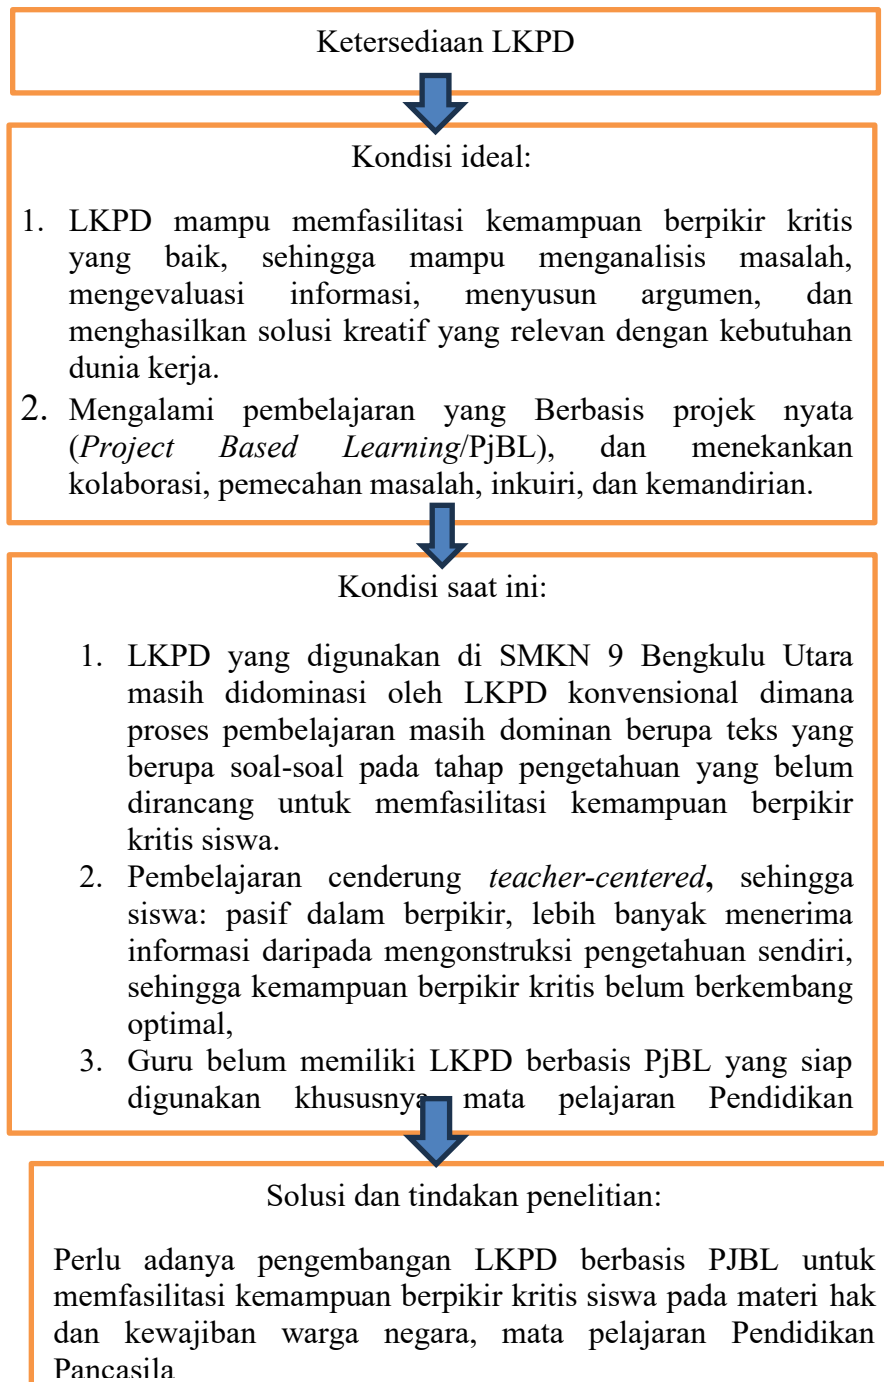 Ketersediaan LKPD
Kondisi ideal:
1. LKPD mampu memfasilitasi kemampuan berpikir kritis
yang baik, sehingga mampu menganalisis masalah,
mengevaluasi informasi, menyusun argumen, dan
menghasilkan solusi kreatif yang relevan dengan kebutuhan
dunia kerja.
2. Mengalami pembelajaran yang Berbasis projek nyata
(Project Based Learning/PjBL), dan menekankan
kolaborasi, pemecahan masalah, inkuiri, dan kemandirian.
Kondisi saat ini:
1. LKPD yang digunakan di SMKN 9 Bengkulu Utara
masih didominasi oleh LKPD konvensional dimana
proses pembelajaran masih dominan berupa teks yang
berupa soal-soal pada tahap pengetahuan yang belum
dirancang untuk memfasilitasi kemampuan berpikir
kritis siswa.
2. Pembelajaran cenderung teacher-centered, sehingga
siswa: pasif dalam berpikir, lebih banyak menerima
informasi daripada mengonstruksi pengetahuan sendiri,
sehingga kemampuan berpikir kritis belum berkembang
optimal,
3. Guru belum memiliki LKPD berbasis PjBL yang siap
digunakan khususnya mata pelajaran Pendidikan
Solusi dan tindakan penelitian:
Perlu adanya pengembangan LKPD berbasis PJBL untuk
memfasilitasi kemampuan berpikir kritis siswa pada materi hak
dan kewajiban warga negara, mata pelajaran Pendidikan
Pancasila